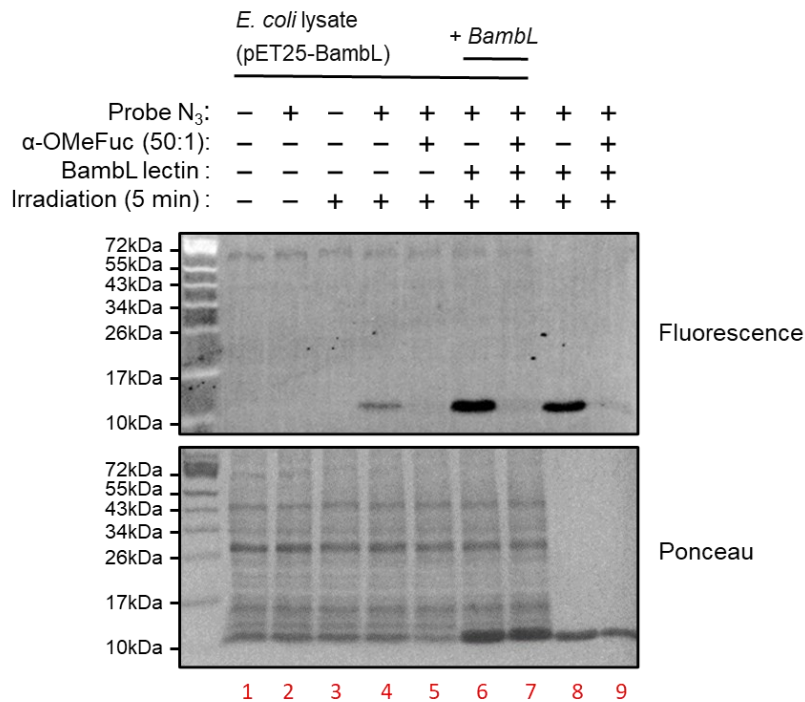 E. coli lysate
(pET25-BambL)
+ BambL
Probe N₃: − + − + + + + + +
α-OMeFuc (50:1): − − − − + − + − +
BambL lectin : − − − − − + + + +
Irradiation (5 min) : − − + + + + + + +
72kDa
55kDa
43kDa
34kDa
26kDa
17kDa
10kDa
Fluorescence
72kDa
55kDa
43kDa
34kDa
26kDa
17kDa
10kDa
Ponceau
1 2 3 4 5 6 7 8 9